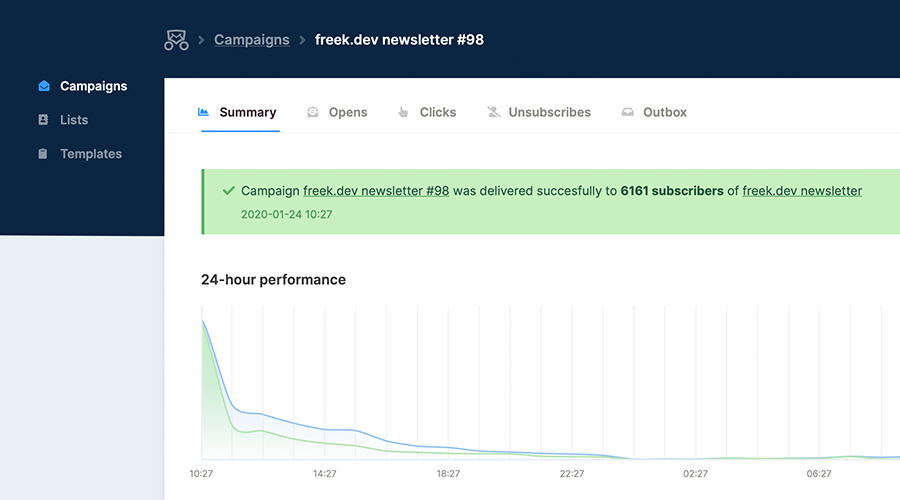 Campaigns freek.dev newsletter #98
Campaigns
Lists
Templates
Summary Opens Clicks Unsubscribes Outbox
Campaign freek.dev newsletter #98 was delivered succesfully to 6161 subscribers of freek.dev newsletter
2020-01-24 10:27
24-hour performance
10:27 14:27 18:27 22:27 02:27 06:27